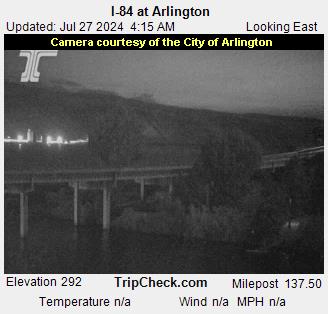 I-84 at Arlington
Updated: Jul 27 2024 4:15 AM Looking East
Camera courtesy of the City of Arlington
Elevation 292 TripCheck.com Milepost 137.50
Temperature n/a Wind n/a MPH n/a